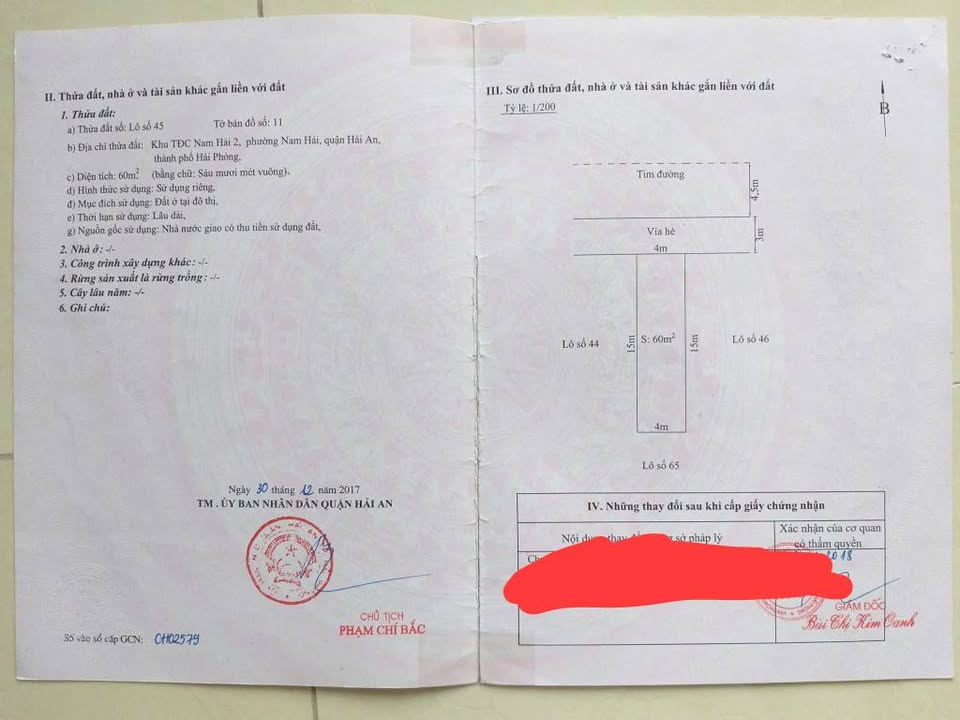 II. Thửa đất, nhà ở và tài sản khác gắn liền với đất
1. Thửa đất:
a) Thửa đất số: Lô số 45 Tờ bản đồ số: 11
b) Địa chỉ thửa đất: Khu TĐC Nam Hải 2, phường Nam Hải, quận Hải An,
thành phố Hải Phòng,
c) Diện tích: 60m² (bằng chữ: Sáu mươi mét vuông),
d) Hình thức sử dụng: Sử dụng riêng,
đ) Mục đích sử dụng: Đất ở tại đô thị,
e) Thời hạn sử dụng: Lâu dài,
g) Nguồn gốc sử dụng: Nhà nước giao có thu tiền sử dụng đất,
2. Nhà ở: -/-
3. Công trình xây dựng khác: -/-
4. Rừng sản xuất là rừng trồng: -/-
5. Cây lâu năm: -/-
6. Ghi chú:
Ngày 30 tháng 12 năm 2017
TM . ỦY BAN NHÂN DÂN QUẬN HẢI AN
CHỦ TỊCH
PHẠM CHÍ BẮC
Số vào sổ cấp GCN: CH02579
III. Sơ đồ thửa đất, nhà ở và tài sản khác gắn liền với đất
Tỷ lệ: 1/200
B
Tim đường
4,5m
Vỉa hè
3m
4m
Lô số 44
15m
S: 60m²
15m
Lô số 46
4m
Lô số 65
IV. Những thay đổi sau khi cấp giấy chứng nhận
Nội dung thay đổi sở pháp lý
Xác nhận của cơ quan
có thẩm quyền
2018
GIÁM ĐỐC
Bùi Thị Kim Oanh